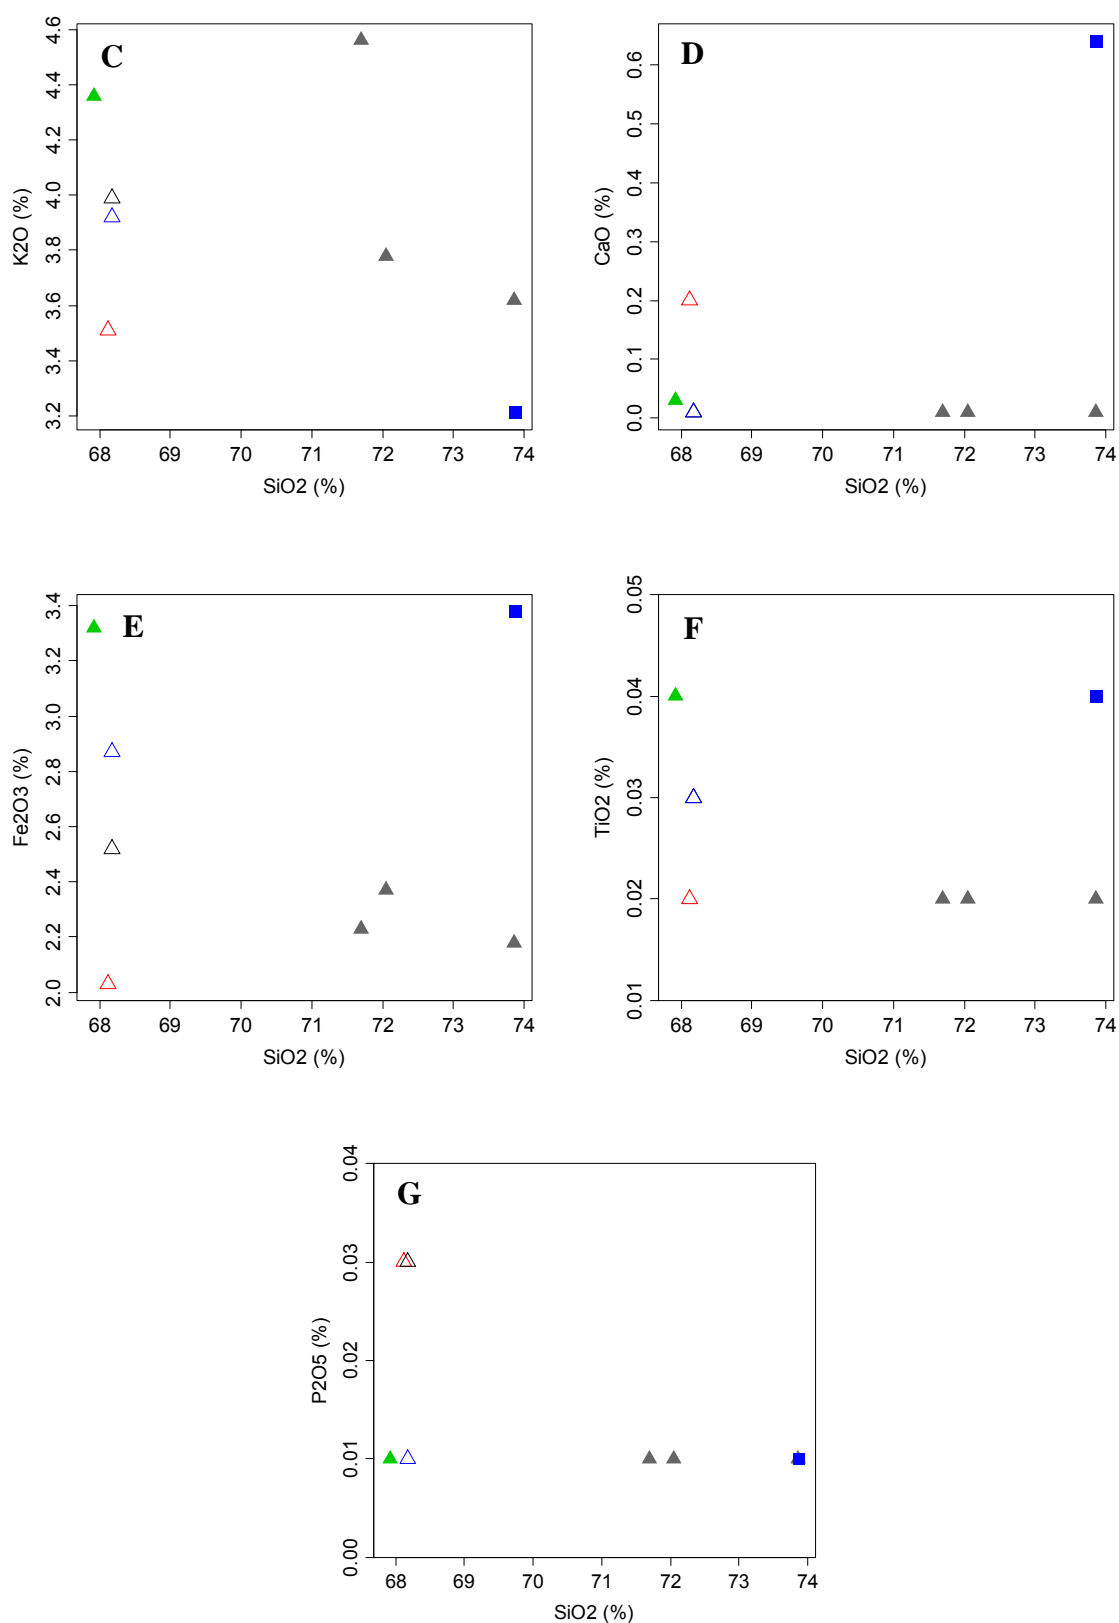 C
4.6
4.4
4.2
4.0
3.8
3.6
3.4
3.2
K2O (%)
68 69 70 71 72 73 74
SiO2 (%)
D
0.6
0.5
0.4
0.3
0.2
0.1
0.0
CaO (%)
68 69 70 71 72 73 74
SiO2 (%)
E
3.4
3.2
3.0
2.8
2.6
2.4
2.2
2.0
Fe2O3 (%)
68 69 70 71 72 73 74
SiO2 (%)
F
0.05
0.04
0.03
0.02
0.01
TiO2 (%)
68 69 70 71 72 73 74
SiO2 (%)
G
0.04
0.03
0.02
0.01
0.00
P2O5 (%)
68 69 70 71 72 73 74
SiO2 (%)